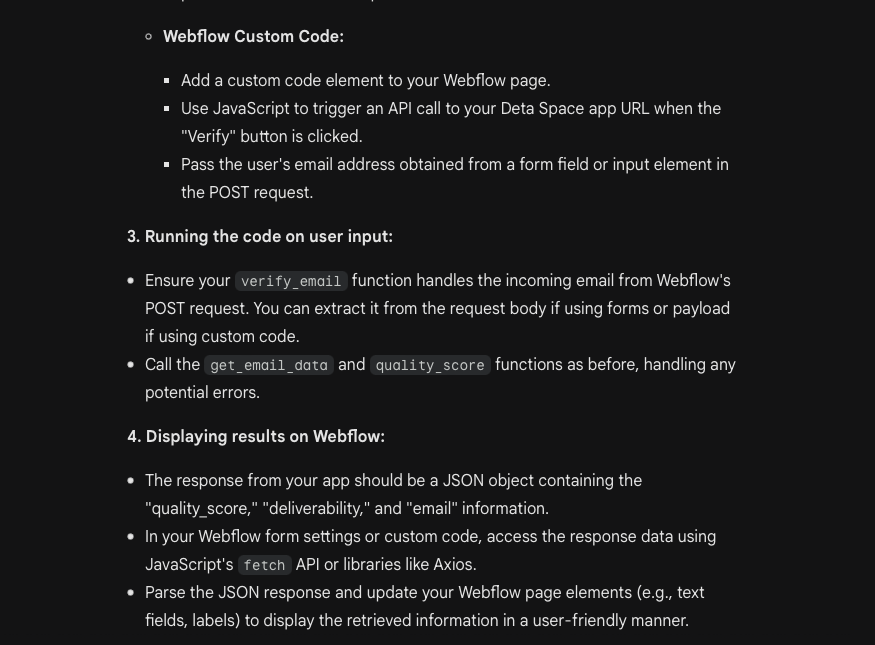 Webflow Custom Code:
Add a custom code element to your Webflow page.
Use JavaScript to trigger an API call to your Deta Space app URL when the
"Verify" button is clicked.
Pass the user's email address obtained from a form field or input element in
the POST request.
3. Running the code on user input:
Ensure your verify_email function handles the incoming email from Webflow's
POST request. You can extract it from the request body if using forms or payload
if using custom code.
Call the get_email_data and quality_score functions as before, handling any
potential errors.
4. Displaying results on Webflow:
The response from your app should be a JSON object containing the
"quality_score," "deliverability," and "email" information.
In your Webflow form settings or custom code, access the response data using
JavaScript's fetch API or libraries like Axios.
Parse the JSON response and update your Webflow page elements (e.g., text
fields, labels) to display the retrieved information in a user-friendly manner.